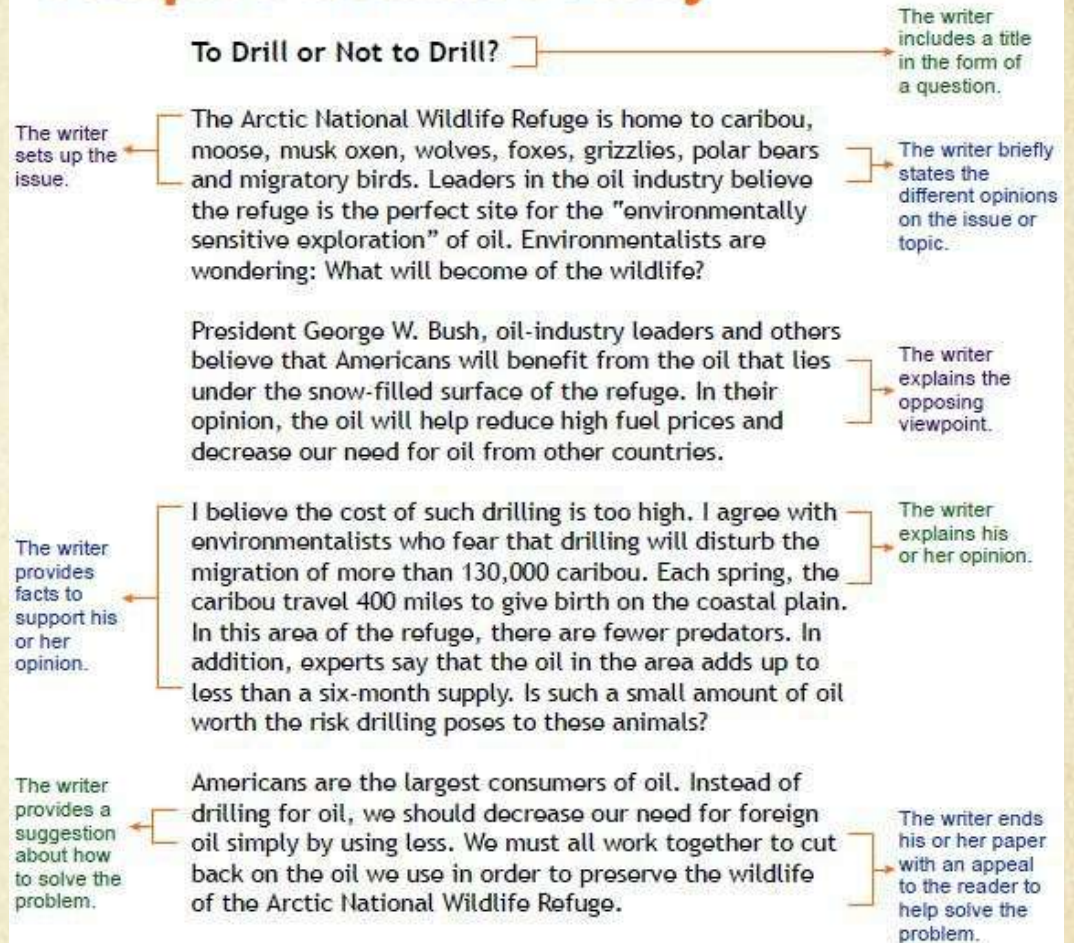 To Drill or Not to Drill?
The writer
includes a title
in the form of
a question.
The writer
sets up the
issue.
The Arctic National Wildlife Refuge is home to caribou,
moose, musk oxen, wolves, foxes, grizzlies, polar bears
and migratory birds. Leaders in the oil industry believe
the refuge is the perfect site for the "environmentally
sensitive exploration" of oil. Environmentalists are
wondering: What will become of the wildlife?
The writer briefly
states the
different opinions
on the issue or
topic.
President George W. Bush, oil-industry leaders and others
believe that Americans will benefit from the oil that lies
under the snow-filled surface of the refuge. In their
opinion, the oil will help reduce high fuel prices and
decrease our need for oil from other countries.
The writer
explains the
opposing
viewpoint.
The writer
provides
facts to
support his
or her
opinion.
I believe the cost of such drilling is too high. I agree with
environmentalists who fear that drilling will disturb the
migration of more than 130,000 caribou. Each spring, the
caribou travel 400 miles to give birth on the coastal plain.
In this area of the refuge, there are fewer predators. In
addition, experts say that the oil in the area adds up to
less than a six-month supply. Is such a small amount of oil
worth the risk drilling poses to these animals?
The writer
explains his
or her opinion.
The writer
provides a
suggestion
about how
to solve the
problem.
Americans are the largest consumers of oil. Instead of
drilling for oil, we should decrease our need for foreign
oil simply by using less. We must all work together to cut
back on the oil we use in order to preserve the wildlife
of the Arctic National Wildlife Refuge.
The writer ends
his or her paper
with an appeal
to the reader to
help solve the
problem.